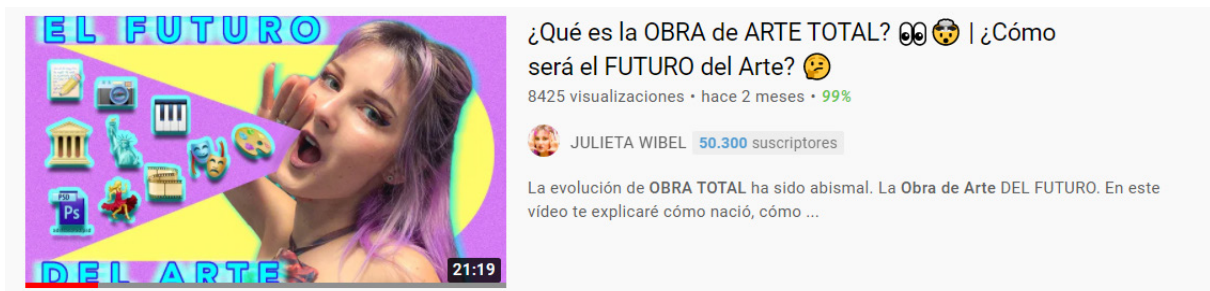 EL FUTURO
PSD
Ps
DEL ARTE
21:19
¿Qué es la OBRA de ARTE TOTAL? 👀🤯 | ¿Cómo
será el FUTURO del Arte? 🤔
8425 visualizaciones • hace 2 meses • 99%
JULIETA WIBEL 50.300 suscriptores
La evolución de OBRA TOTAL ha sido abismal. La Obra de Arte DEL FUTURO. En este
vídeo te explicaré cómo nació, cómo ...